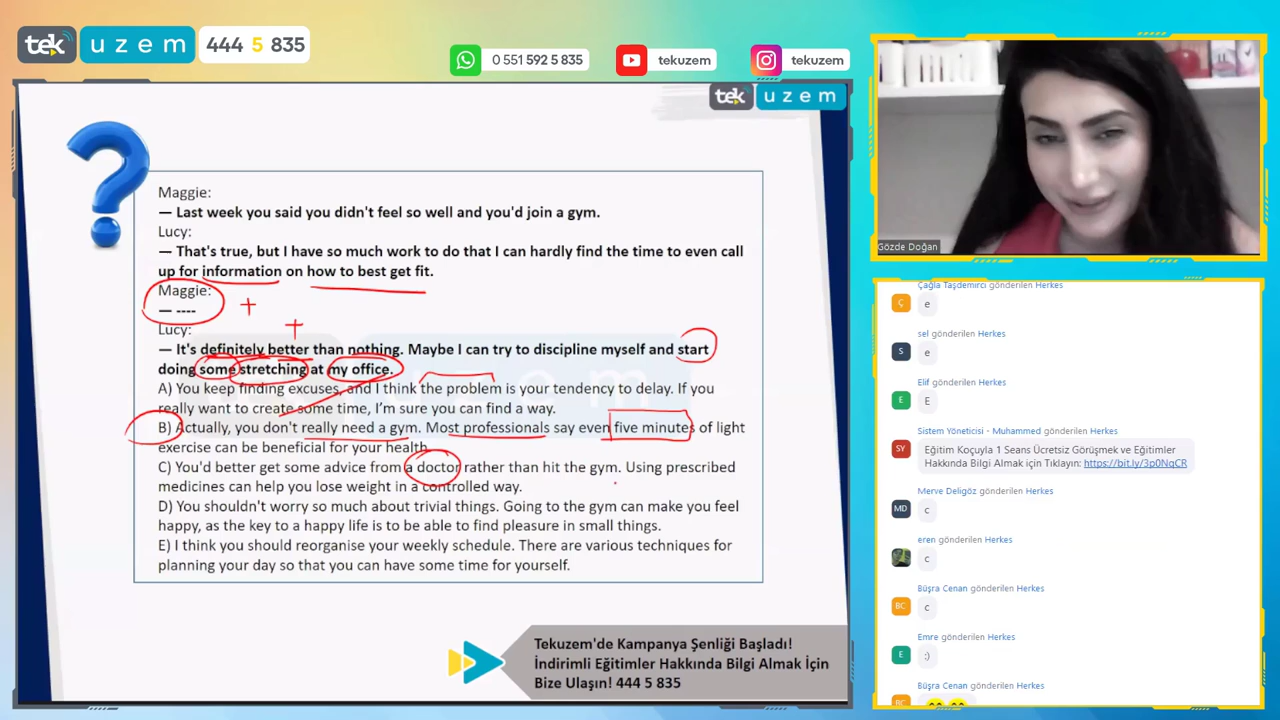 tek uzem 444 5 835
0 551 592 5 835 tekuzem tekuzem
tek uzem
Maggie:
— Last week you said you didn't feel so well and you'd join a gym.
Lucy:
— That's true, but I have so much work to do that I can hardly find the time to even call
up for information on how to best get fit.
Maggie:
— ----
Lucy:
— It's definitely better than nothing. Maybe I can try to discipline myself and start
doing some stretching at my office.
A) You keep finding excuses, and I think the problem is your tendency to delay. If you
really want to create some time, I'm sure you can find a way.
B) Actually, you don't really need a gym. Most professionals say even five minutes of light
exercise can be beneficial for your health.
C) You'd better get some advice from a doctor rather than hit the gym. Using prescribed
medicines can help you lose weight in a controlled way.
D) You shouldn't worry so much about trivial things. Going to the gym can make you feel
happy, as the key to a happy life is to be able to find pleasure in small things.
E) I think you should reorganise your weekly schedule. There are various techniques for
planning your day so that you can have some time for yourself.
Tekuzem'de Kampanya Şenliği Başladı!
İndirimli Eğitimler Hakkında Bilgi Almak İçin
Bize Ulaşın! 444 5 835
Gözde Doğan
Çağla Taşdemirci gönderilen Herkes
Ç e
sel gönderilen Herkes
S e
Elif gönderilen Herkes
E E
Sistem Yöneticisi - Muhammed gönderilen Herkes
SY Eğitim Koçuyla 1 Seans Ücretsiz Görüşmek ve Eğitimler
Hakkında Bilgi Almak için Tıklayın: https://bit.ly/3p0NqCR
Merve Deligöz gönderilen Herkes
MD c
eren gönderilen Herkes
c
Büşra Cenan gönderilen Herkes
BC c
Emre gönderilen Herkes
E :)
Büşra Cenan gönderilen Herkes
BC